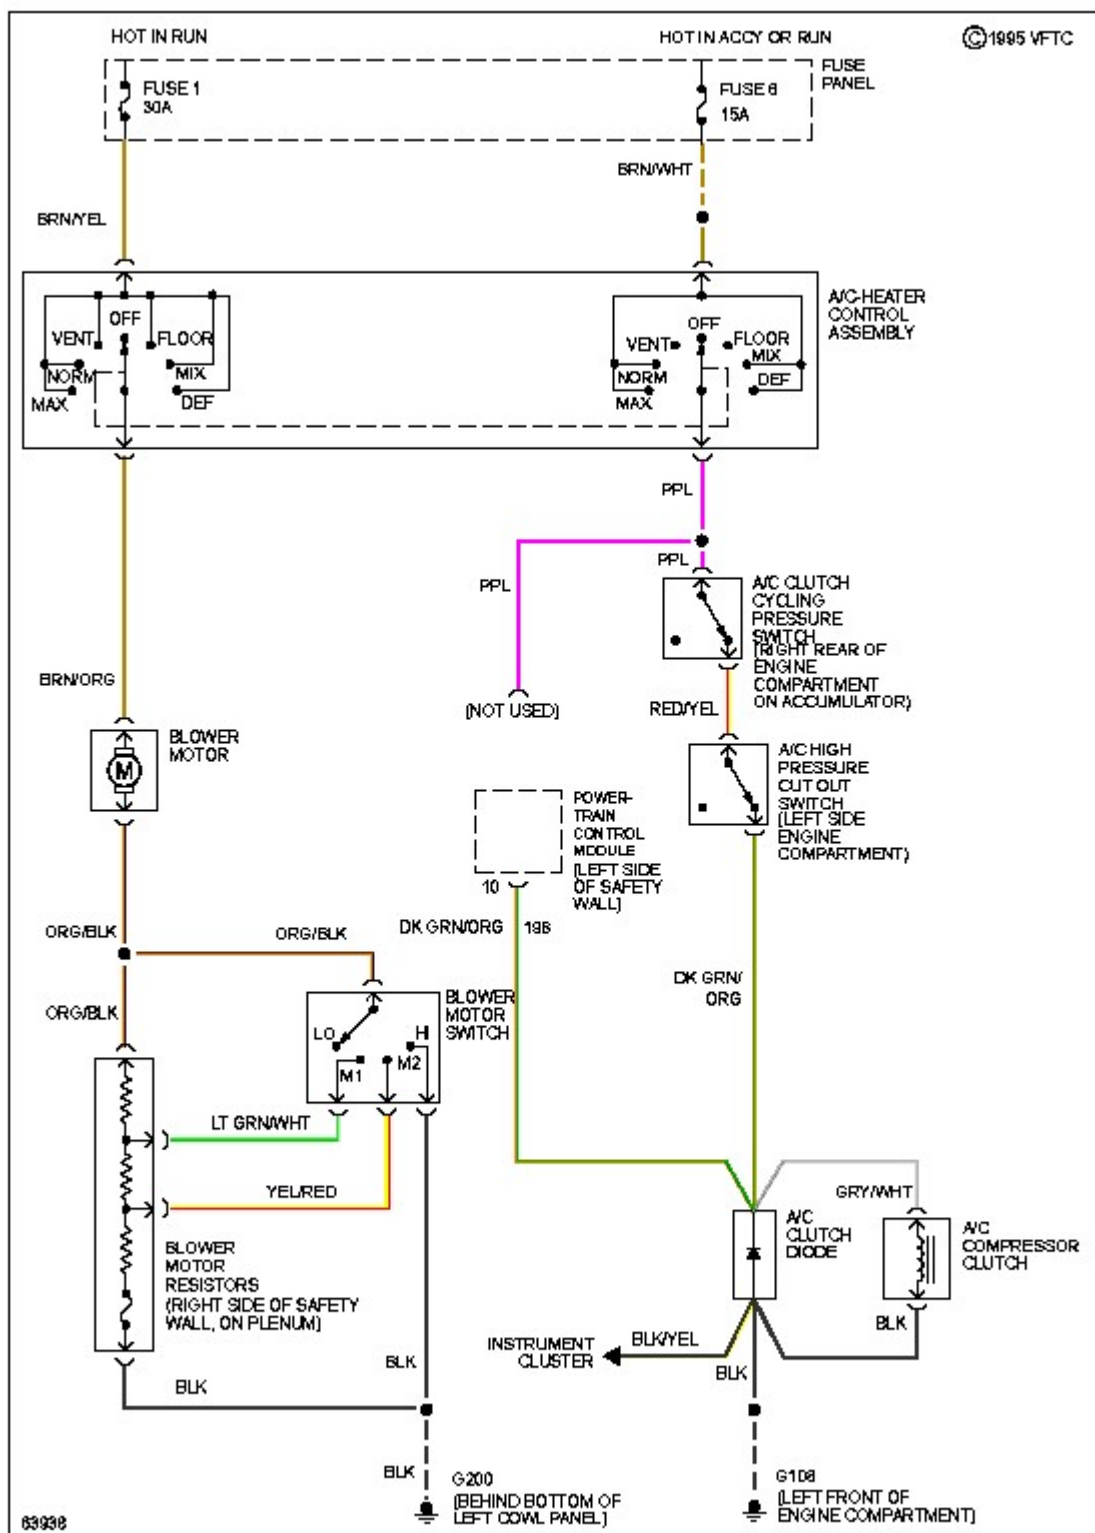 HOT IN RUN
HOT IN ACCY OR RUN
©1995 VFTC
FUSE 1
30A
FUSE 6
15A
FUSE
PANEL
BRN/YEL
BRN/WHT
A/C-HEATER
CONTROL
ASSEMBLY
OFF
VENT
FLOOR
NORM
MIX
MAX
DEF
OFF
VENT
FLOOR
MIX
NORM
DEF
MAX
PPL
PPL
PPL
A/C CLUTCH
CYCLING
PRESSURE
SWITCH
(RIGHT REAR OF
ENGINE
COMPARTMENT
ON ACCUMULATOR)
BRN/ORG
(NOT USED)
RED/YEL
BLOWER
MOTOR
M
A/C HIGH
PRESSURE
CUT OUT
SWITCH
(LEFT SIDE
ENGINE
COMPARTMENT)
POWER-
TRAIN
CONTROL
MODULE
(LEFT SIDE
OF SAFETY
WALL)
10
DK GRN/ORG
198
ORG/BLK
ORG/BLK
DK GRN/
ORG
ORG/BLK
BLOWER
MOTOR
SWITCH
LO
HI
M1
M2
LT GRN/WHT
YEL/RED
GRY/WHT
BLOWER
MOTOR
RESISTORS
(RIGHT SIDE OF SAFETY
WALL, ON PLENUM)
A/C
CLUTCH
DIODE
A/C
COMPRESSOR
CLUTCH
BLK
INSTRUMENT
CLUSTER
BLK/YEL
BLK
BLK
BLK
BLK
G200
(BEHIND BOTTOM OF
LEFT COWL PANEL)
G108
(LEFT FRONT OF
ENGINE COMPARTMENT)
63936